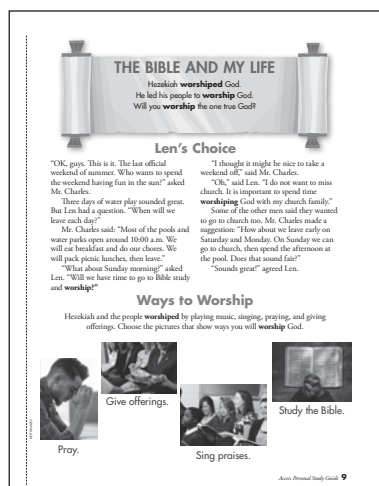 THE BIBLE AND MY LIFE
Hezekiah worshiped God.
He led his people to worship God.
Will you worship the one true God?
Len's Choice
"OK, guys. This is it. The last official
weekend of summer. Who wants to spend
the weekend having fun in the sun?" asked
Mr. Charles.
Three days of water play sounded great.
But Len had a question. "When will we
leave each day?"
Mr. Charles said: "Most of the pools and
water parks open around 10:00 a.m. We
will eat breakfast and do our chores. We
will pack picnic lunches, then leave."
"What about Sunday morning?" asked
Len. "Will we have time to go to Bible study
and worship?"
"I thought it might be nice to take a
weekend off," said Mr. Charles.
"Oh," said Len. "I do not want to miss
church. It is important to spend time
worshiping God with my church family."
Some of the other men said they wanted
to go to church too. Mr. Charles made a
suggestion: "How about we leave early on
Saturday and Monday. On Sunday we can
go to church, then spend the afternoon at
the pool. Does that sound fair?"
"Sounds great!" agreed Len.
Ways to Worship
Hezekiah and the people worshiped by playing music, singing, praying, and giving
offerings. Choose the pictures that show ways you will worship God.
Give offerings.
Study the Bible.
Pray.
Sing praises.
Access Personal Study Guide 9